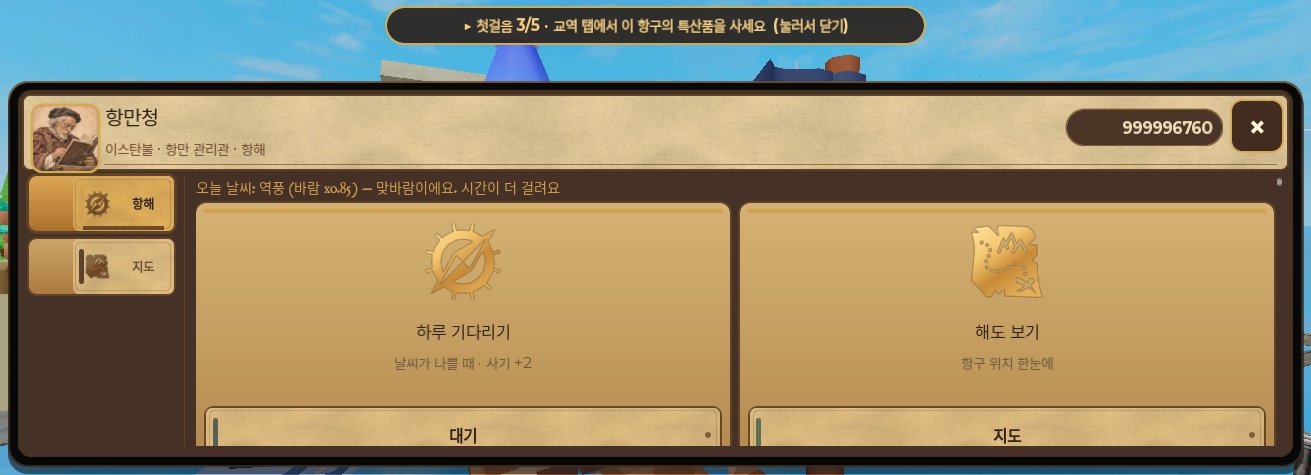 ▸ 첫걸음 3/5 · 교역 탭에서 이 항구의 특산품을 사세요 (눌러서 닫기)
항만청
이스탄불 · 항만 관리관 · 항해
999996760
×
항해
지도
오늘 날씨: 역풍 (바람 x0.85) – 맞바람이에요. 시간이 더 걸려요
하루 기다리기
날씨가 나쁠 때 · 사기 +2
대기
해도 보기
항구 위치 한눈에
지도